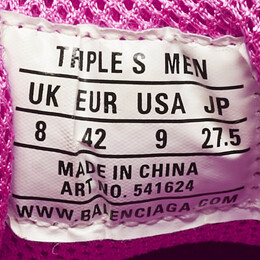 TRIPLE S MEN
UK EUR USA JP
8 42 9 27.5
MADE IN CHINA
ART NO. 541624
WWW.BALENCIAGA.COM